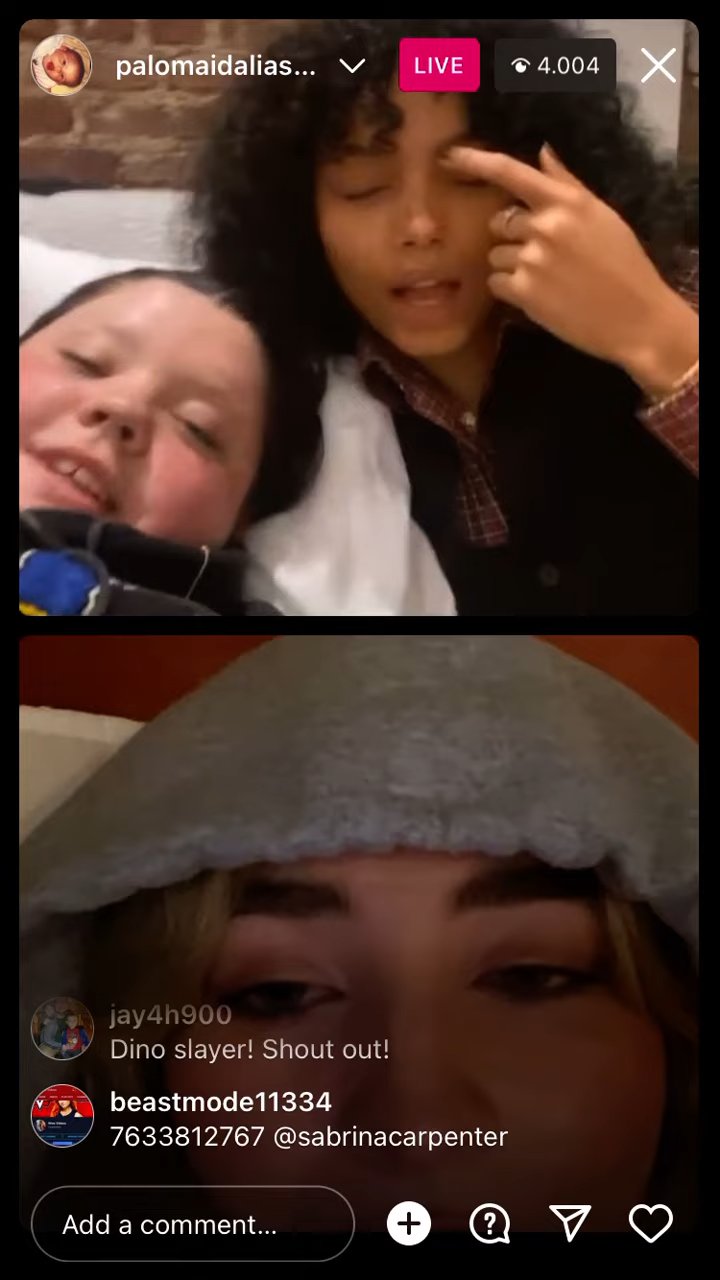 palomaidalias...
LIVE
4.004
jay4h900
Dino slayer! Shout out!
beastmode11334
7633812767 @sabrinacarpenter
Add a comment...